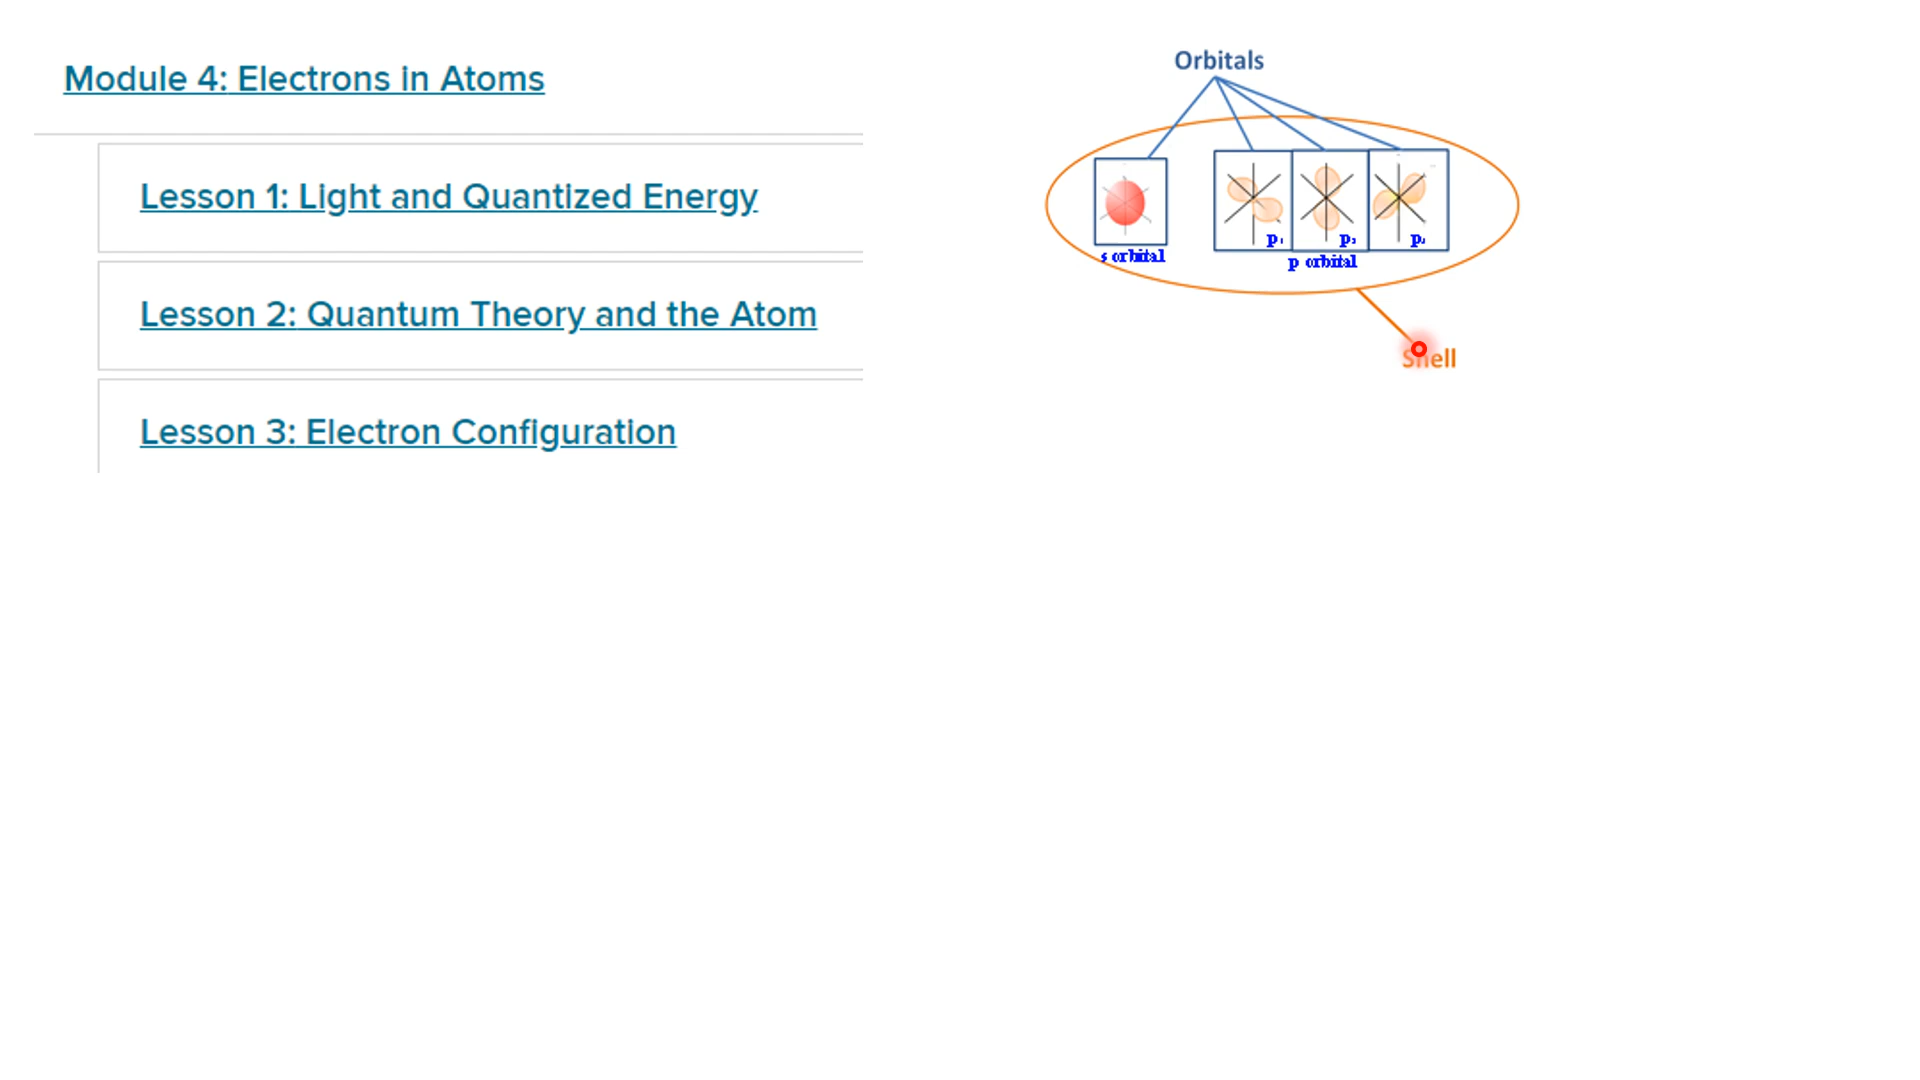 Module 4: Electrons in Atoms
Lesson 1: Light and Quantized Energy
Lesson 2: Quantum Theory and the Atom
Lesson 3: Electron Configuration
Orbitals
s orbital
p orbital
Shell